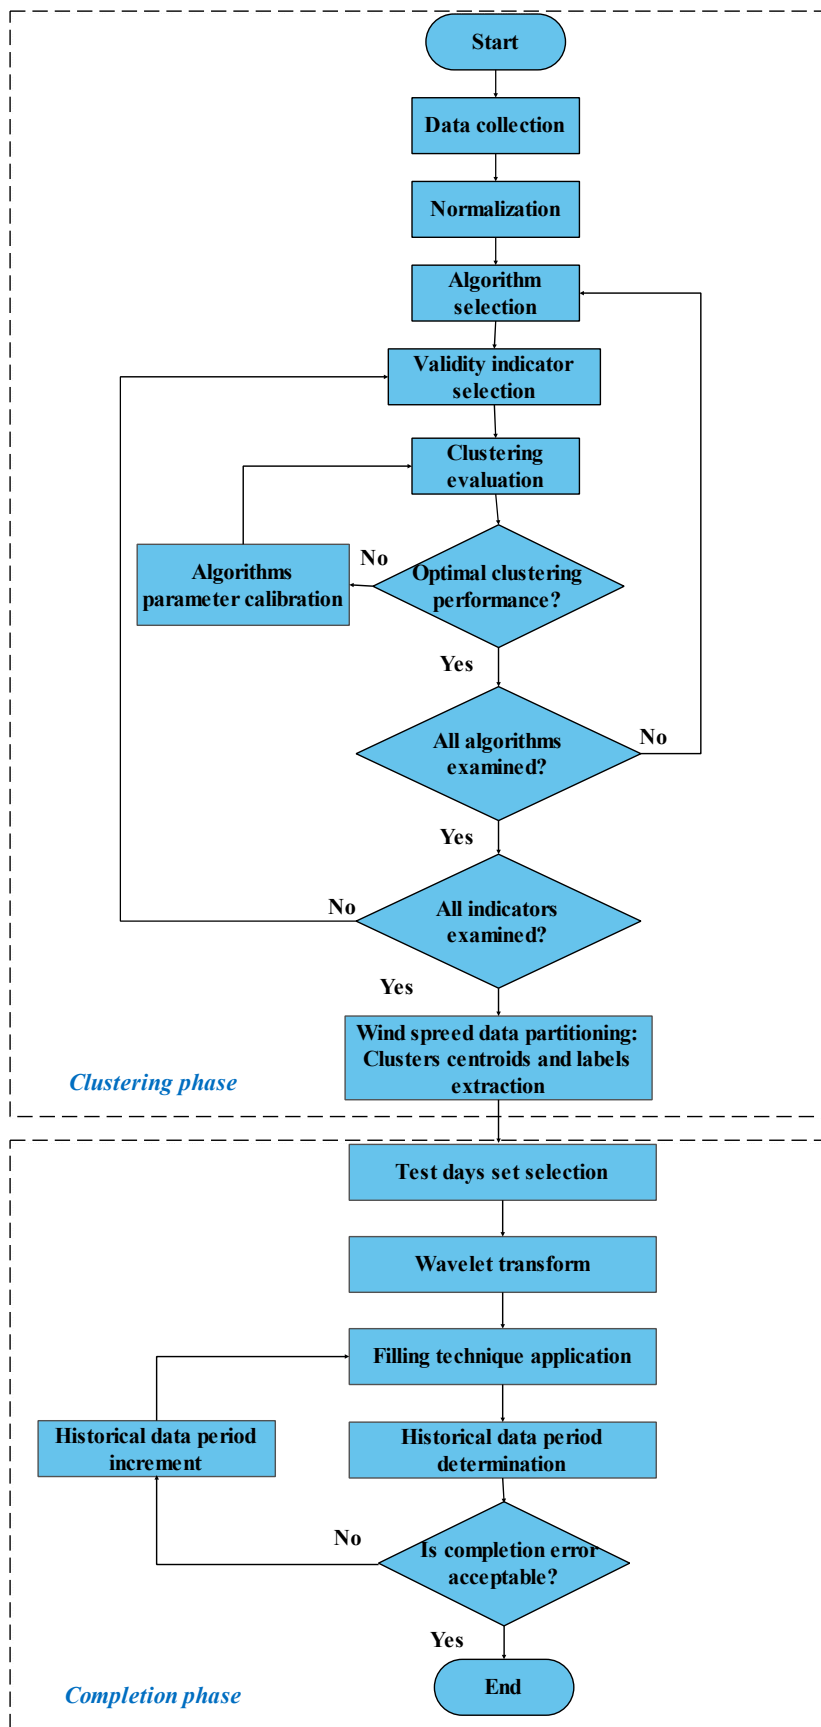 Start
Data collection
Normalization
Algorithm
selection
Validity indicator
selection
Clustering
evaluation
No
Algorithms
parameter calibration
Optimal clustering
performance?
Yes
All algorithms
examined?
No
Yes
All indicators
examined?
No
Yes
Wind spreed data partitioning:
Clusters centroids and labels
extraction
Clustering phase
Test days set selection
Wavelet transform
Filling technique application
Historical data period
increment
Historical data period
determination
No
Is completion error
acceptable?
Yes
End
Completion phase